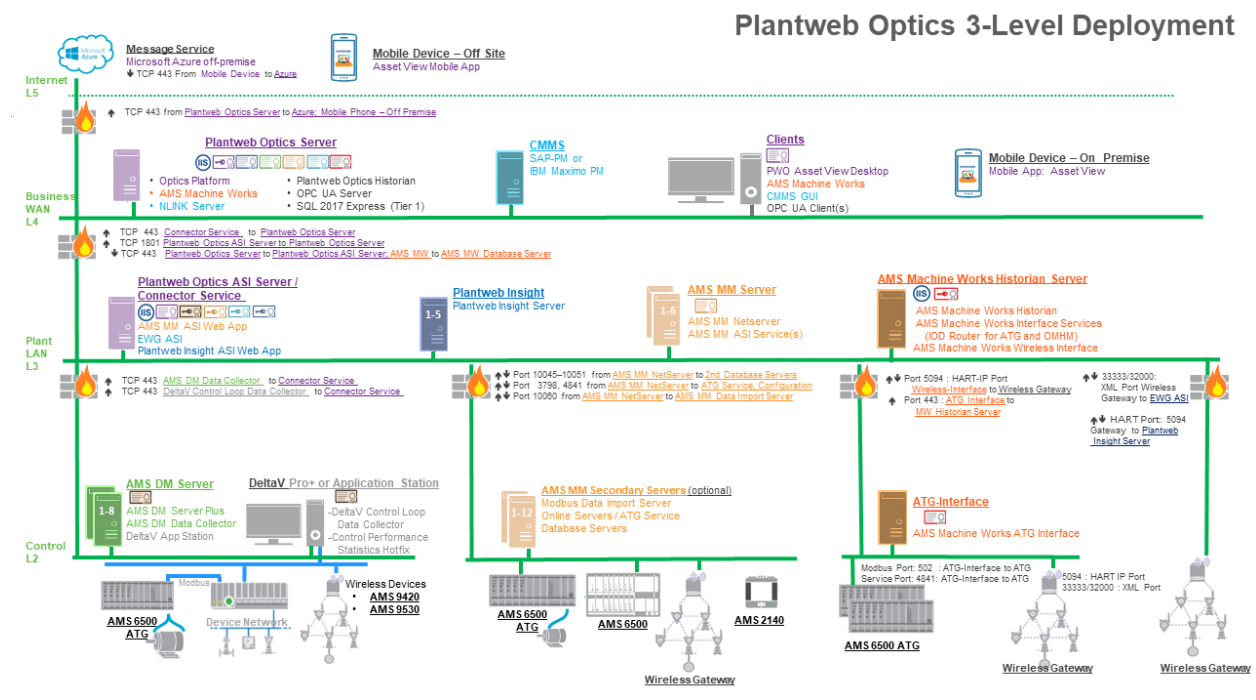 Plantweb Optics 3-Level Deployment
Microsoft
Azure
Message Service
Microsoft Azure off-premise
TCP 443 From Mobile Device to Azure
Mobile Device – Off Site
Asset View Mobile App
Internet
L5
TCP 443 from Plantweb Optics Server to Azure; Mobile Phone – Off Premise
Plantweb Optics Server
IIS
• Optics Platform
• AMS Machine Works
• NLINK Server
• Plantweb Optics Historian
• OPC UA Server
• SQL 2017 Express (Tier 1)
CMMS
SAP-PM or
IBM Maximo PM
Clients
PWO Asset View Desktop
AMS Machine Works
CMMS GUI
OPC UA Client(s)
Mobile Device – On Premise
Mobile App: Asset View
Business
WAN
L4
TCP 443 Connector Service to Plantweb Optics Server
TCP 1801 Plantweb Optics ASI Server to Plantweb Optics Server
TCP 443 Plantweb Optics Server to Plantweb Optics ASI Server; AMS MW to AMS MW Database Server
Plantweb Optics ASI Server /
Connector Service
IIS
AMS MM ASI Web App
EWG ASI
Plantweb Insight ASI Web App
1-5
Plantweb Insight
Plantweb Insight Server
1-6
AMS MM Server
AMS MM Netserver
AMS MM ASI Service(s)
AMS Machine Works Historian Server
IIS
AMS Machine Works Historian
AMS Machine Works Interface Services
(IOD Router for ATG and OMHM)
AMS Machine Works Wireless Interface
Plant
LAN
L3
TCP 443 AMS DM Data Collector to Connector Service
TCP 443 DeltaV Control Loop Data Collector to Connector Service
Port 10045–10051 from AMS MM NetServer to 2nd Database Servers
Port 3798, 4841 from AMS MM NetServer to ATG Service, Configuration
Port 10060 from AMS MM NetServer to AMS MM Data Import Server
Port 5094 : HART-IP Port
Wireless-Interface to Wireless Gateway
Port 443 : ATG Interface to
MW Historian Server
33333/32000:
XML Port Wireless
Gateway to EWG ASI
HART Port: 5094
Gateway to Plantweb
Insight Server
1-8
AMS DM Server
AMS DM Server Plus
AMS DM Data Collector
DeltaV App Station
DeltaV Pro+ or Application Station
-DeltaV Control Loop
Data Collector
-Control Performance
Statistics Hotfix
1-12
AMS MM Secondary Servers (optional)
Modbus Data Import Server
Online Servers / ATG Service
Database Servers
ATG-Interface
AMS Machine Works ATG Interface
Control
L2
Modbus
AMS 6500
ATG
Device Network
Wireless Devices
• AMS 9420
• AMS 9530
AMS 6500
ATG
AMS 6500
Wireless Gateway
AMS 2140
Modbus Port: 502 : ATG-Interface to ATG
Service Port: 4841: ATG-Interface to ATG
AMS 6500 ATG
5094 : HART IP Port
33333/32000 : XML Port
Wireless Gateway
Wireless Gateway